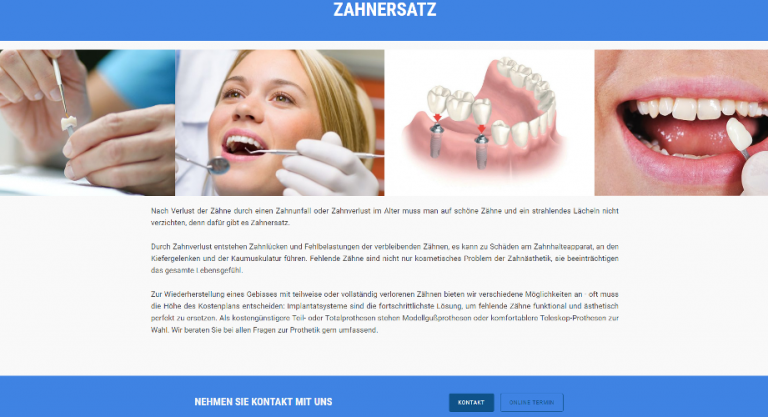 ZAHNERSATZ
Nach Verlust der Zähne durch einen Zahnunfall oder Zahnverlust im Alter muss man auf schöne Zähne und ein strahlendes Lächeln nicht
verzichten, denn dafür gibt es Zahnersatz.
Durch Zahnverlust entstehen Zahnlücken und Fehlbelastungen der verbleibenden Zähnen, es kann zu Schäden am Zahnhalteapparat, an den
Kiefergelenken und der Kaumuskulatur führen. Fehlende Zähne sind nicht nur kosmetisches Problem der Zahnästhetik, sie beeinträchtigen
das gesamte Lebensgefühl.
Zur Wiederherstellung eines Gebisses mit teilweise oder vollständig verlorenen Zähnen bieten wir verschiedene Möglichkeiten an - oft muss
die Höhe des Kostenplans entscheiden: Implantatsysteme sind die fortschrittlichste Lösung, um fehlende Zähne funktional und ästhetisch
perfekt zu ersetzen. Als kostengünstigere Teil- oder Totalprothesen stehen Modellgußprothesen oder komfortablere Teleskop-Prothesen zur
Wahl. Wir beraten Sie bei allen Fragen zur Prothetik gern umfassend.
NEHMEN SIE KONTAKT MIT UNS
KONTAKT
ONLINE TERMIN